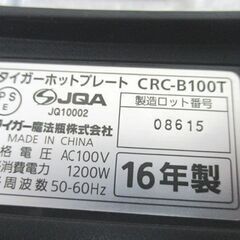 タイガーホットプレート CRC-B100T
PS
E
JQA
JQ10002
製造ロット番号
08615
タイガー魔法瓶株式会社
MADE IN CHINA
格電圧 AC100V
消費電力 1200W
周波数 50-60Hz
16年製